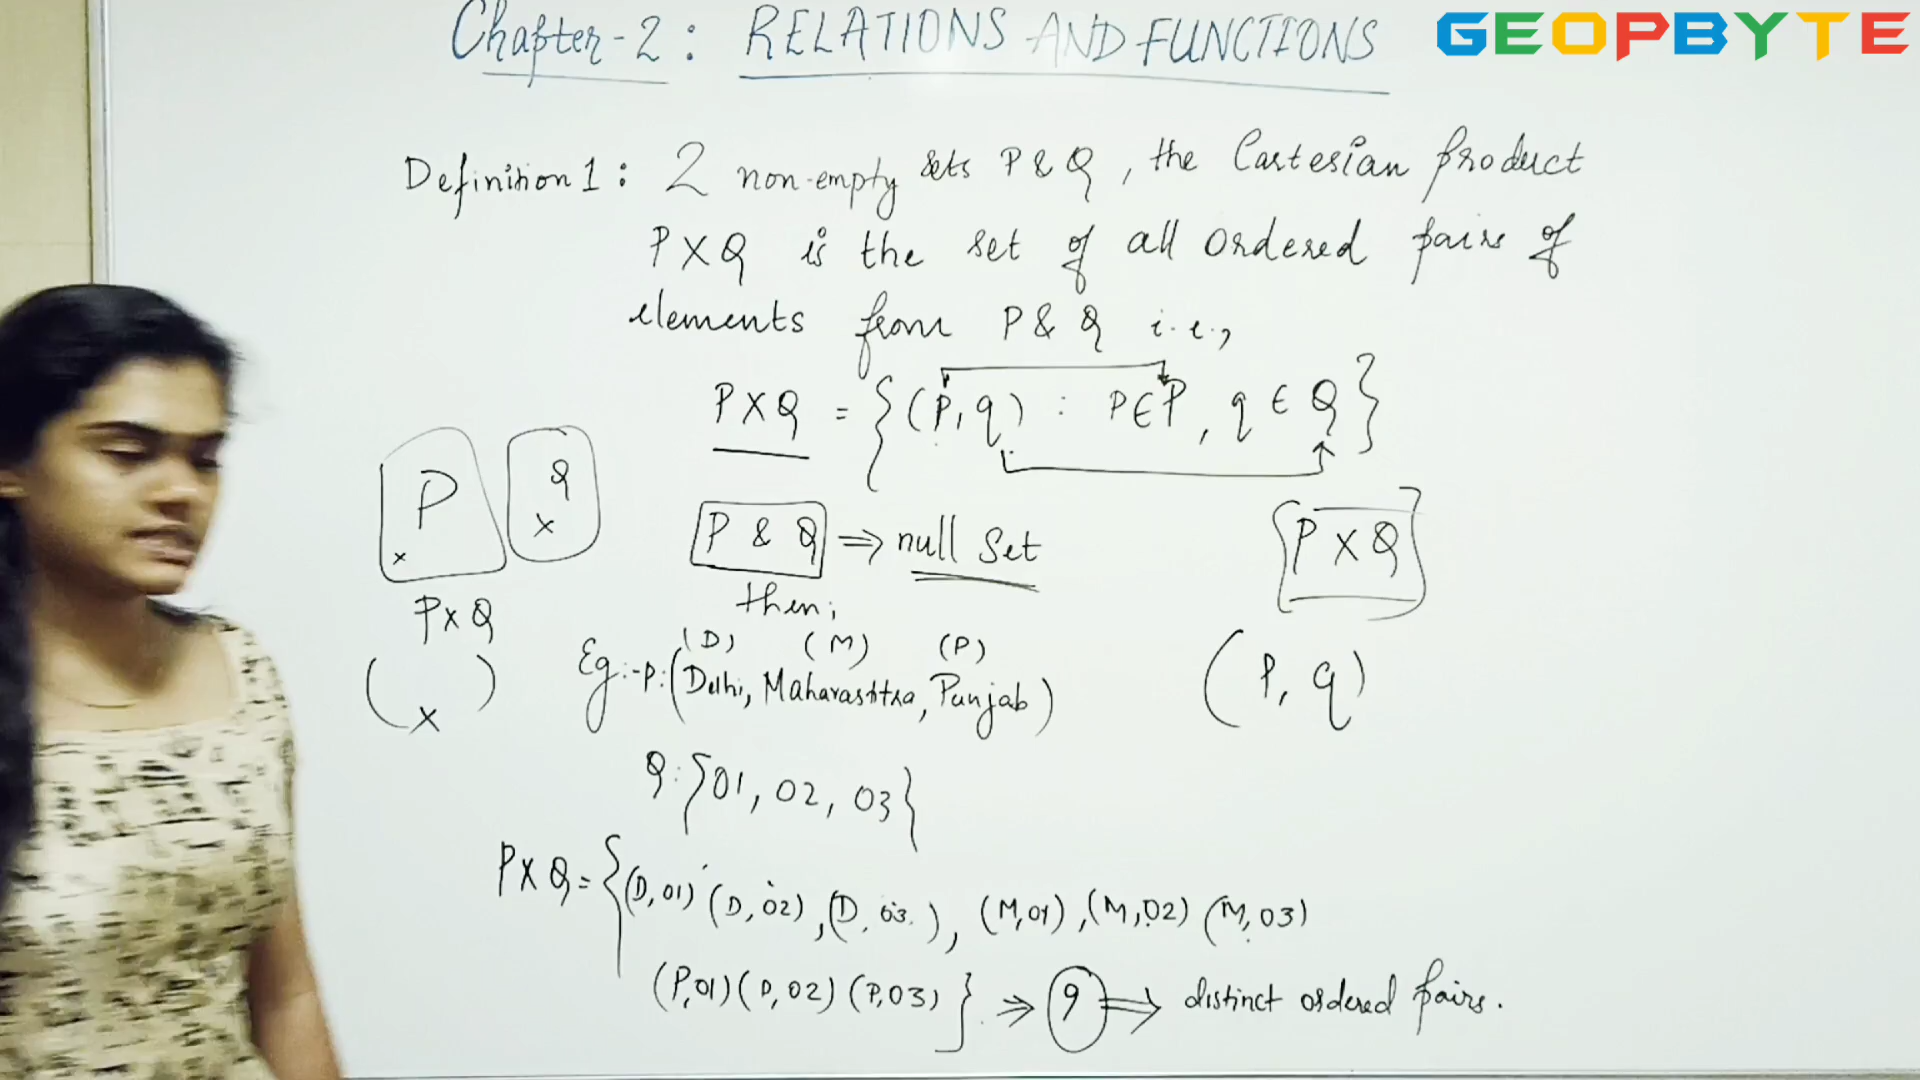 Chapter-2: RELATIONS AND FUNCTIONS
GEOPBYTE
Definition 1: 2 non-empty sets P & Q, the Cartesian product
P X Q is the set of all ordered pairs of
elements from P & Q i.e.,
P X Q = {(P, q) : P ∈ P, q ∈ Q}
P
Q
x
x
P x Q
( x )
P & Q ⇒ null Set
then;
P X Q
(P, q)
(D) (M) (P)
Eg:-P:(Delhi, Maharashtra, Punjab)
Q:{01, 02, 03}
P X Q = {(D, 01) (D, 02), (D, 03), (M, 01), (M, 02) (M, 03)
(P, 01) (P, 02) (P, 03)} ⇒ 9 ⇒ distinct ordered pairs.